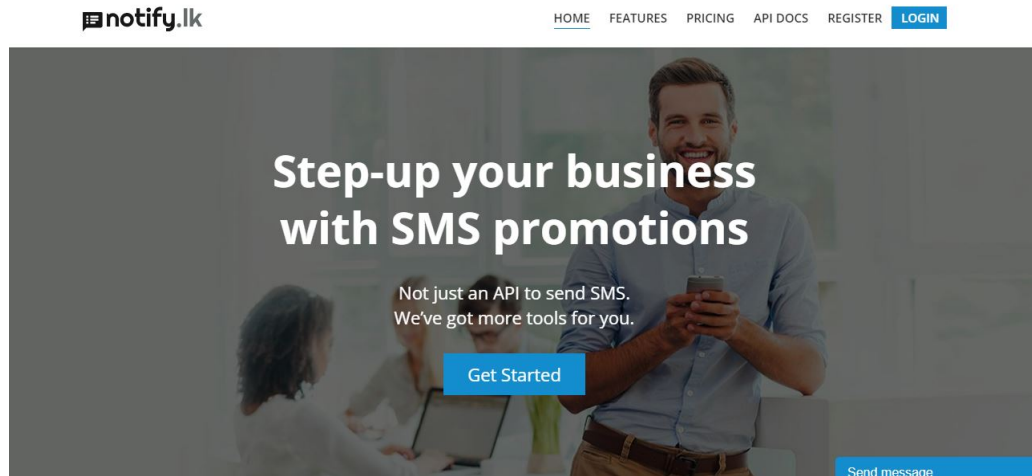 notify.lk
HOME FEATURES PRICING API DOCS REGISTER LOGIN
Step-up your business
with SMS promotions
Not just an API to send SMS.
We've got more tools for you.
Get Started
Send message